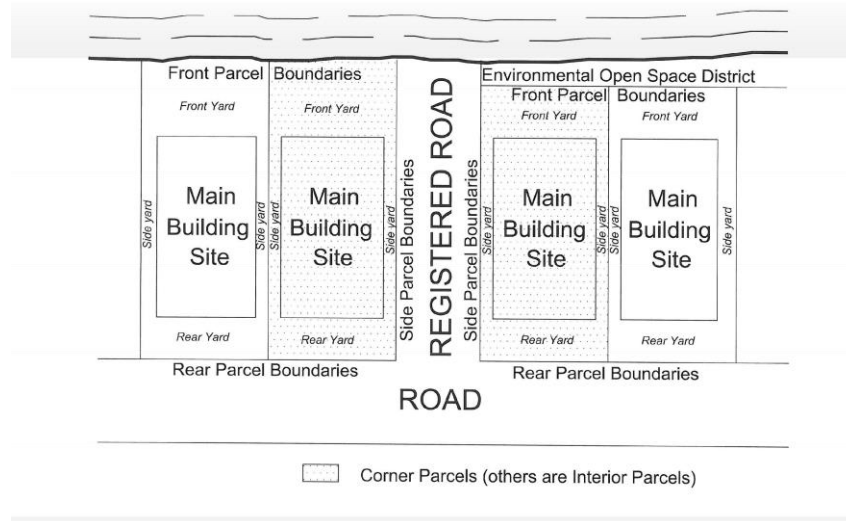 Front Parcel Boundaries
Environmental Open Space District
Front Parcel Boundaries
Front Yard
Front Yard
Front Yard
Front Yard
Side yard
Main
Building
Site
Side yard
Side yard
Main
Building
Site
Side yard
Side Parcel Boundaries
REGISTERED ROAD
Side Parcel Boundaries
Side yard
Main
Building
Site
Side yard
Side yard
Main
Building
Site
Side yard
Rear Yard
Rear Yard
Rear Yard
Rear Yard
Rear Parcel Boundaries
Rear Parcel Boundaries
ROAD
Corner Parcels (others are Interior Parcels)